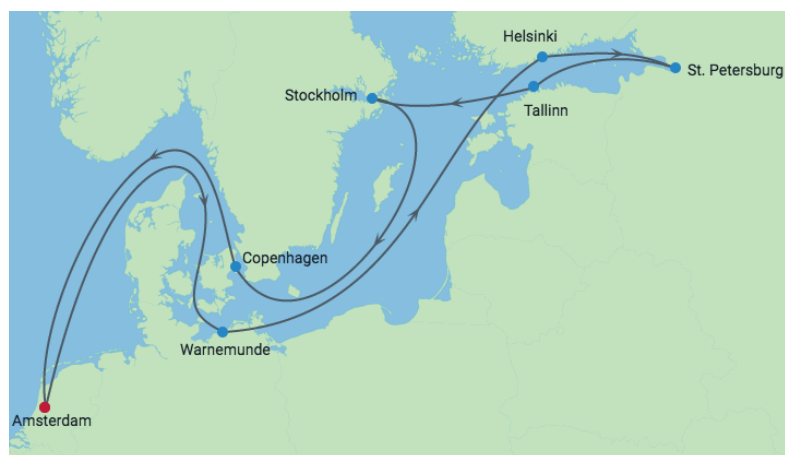 Helsinki
St. Petersburg
Stockholm
Tallinn
Copenhagen
Warnemunde
Amsterdam